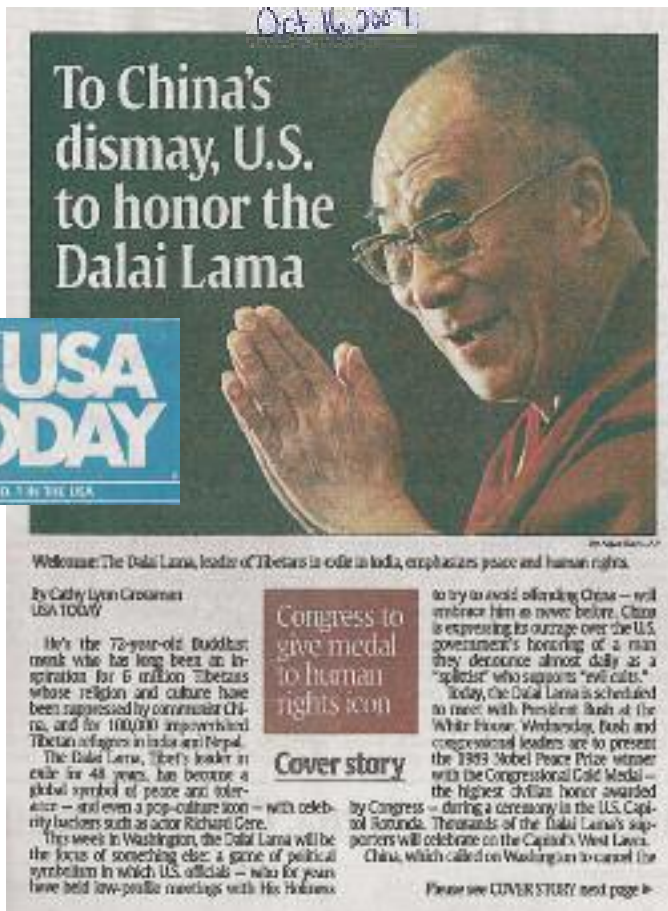 Oct. 16, 2007
To China's
dismay, U.S.
to honor the
Dalai Lama
USA
ODAY
1 IN THE USA
Welcome: The Dalai Lama, leader of Tibetans in exile in India, emphasizes peace and human rights.
By Cathy Lynn Grossman
USA TODAY
He's the 72-year-old Buddhist
monk who has long been an in-
spiration for 6 million Tibetans
whose religion and culture have
been suppressed by communist Chi-
na, and for 100,000 impoverished
Tibetan refugees in India and Nepal.
The Dalai Lama, Tibet's leader in
exile for 48 years, has become a
global symbol of peace and toler-
ance — and even a pop-culture icon — with celeb-
rity backers such as actor Richard Gere.
This week in Washington, the Dalai Lama will be
the focus of something else: a game of political
symbolism in which U.S. officials — who for years
have held low-profile meetings with His Holiness
Congress to
give medal
to human
rights icon
Cover story
to try to avoid offending China — will
embrace him as never before. China
is expressing its outrage over the U.S.
government's honoring of a man
they denounce almost daily as a
"splittist" who supports "evil cults."
Today, the Dalai Lama is scheduled
to meet with President Bush at the
White House. Wednesday, Bush and
congressional leaders are to present
the 1989 Nobel Peace Prize winner
with the Congressional Gold Medal —
the highest civilian honor awarded
by Congress — during a ceremony in the U.S. Capi-
tol Rotunda. Thousands of the Dalai Lama's sup-
porters will celebrate on the Capitol's West Lawn.
China, which called on Washington to cancel the
Please see COVER STORY next page